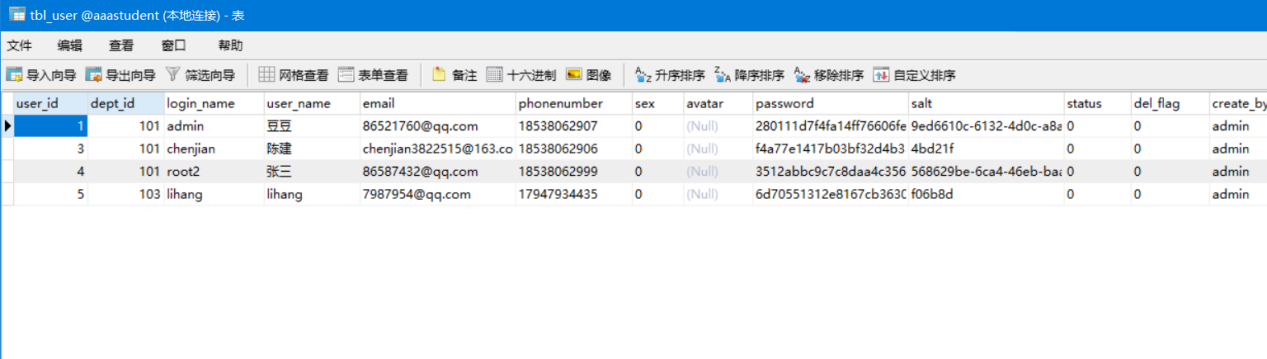 tbl_user @aaastudent (本地连接) - 表
文件 编辑 查看 窗口 帮助
导入向导 导出向导 筛选向导 网格查看 表单查看 备注 十六进制 图像 升序排序 降序排序 移除排序 自定义排序
user_id dept_id login_name user_name email phonenumber sex avatar password salt status del_flag create_by
1 101 admin 豆豆 86521760@qq.com 18538062907 0 (Null) 280111d7f4fa14ff76606fe 9ed6610c-6132-4d0c-a8a 0 0 admin
3 101 chenjian 陈建 chenjian3822515@163.co 18538062906 0 (Null) f4a77e1417b03bf32d4b3 4bd21f 0 0 admin
4 101 root2 张三 86587432@qq.com 18538062999 0 (Null) 3512abbc9c7c8daa4c356 568629be-6ca4-46eb-baa 0 0 admin
5 103 lihang lihang 7987954@qq.com 17947934435 0 (Null) 6d70551312e8167cb3630 f06b8d 0 0 admin